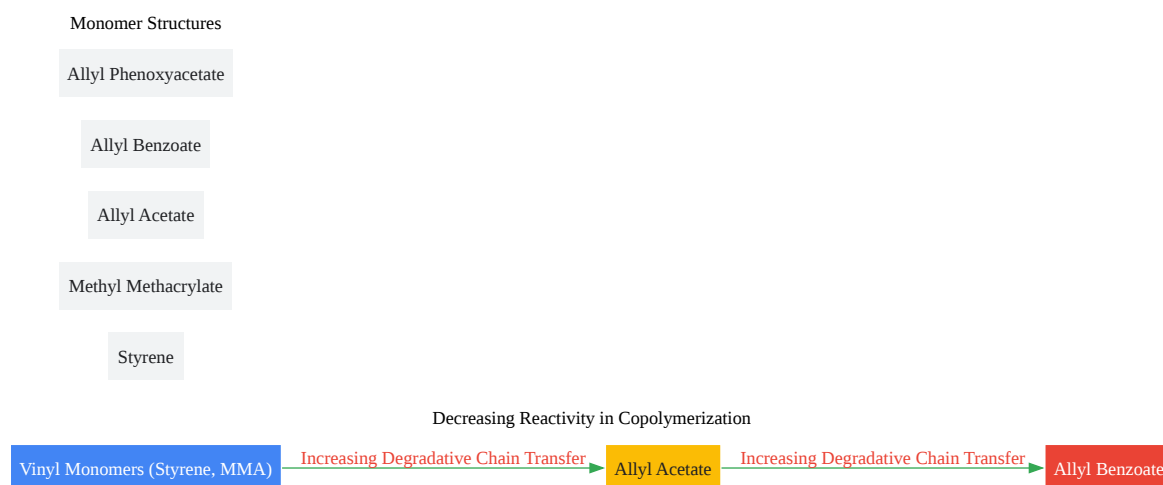 Monomer Structures
Allyl Phenoxyacetate
Allyl Benzoate
Allyl Acetate
Methyl Methacrylate
Styrene
Decreasing Reactivity in Copolymerization
Vinyl Monomers (Styrene, MMA)
Increasing Degradative Chain Transfer
Allyl Acetate
Increasing Degradative Chain Transfer
Allyl Benzoate